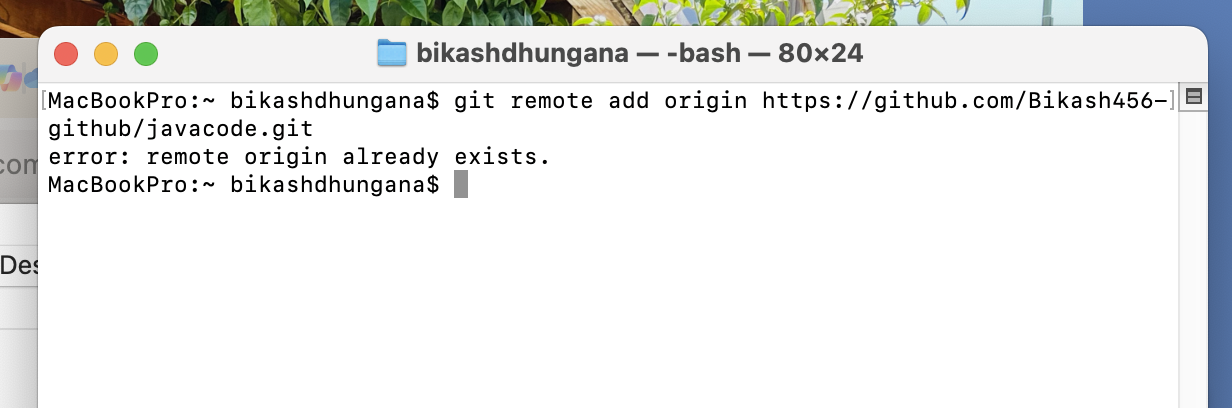 bikashdhungana — -bash — 80×24
[MacBookPro:~ bikashdhungana$ git remote add origin https://github.com/Bikash456-]
github/javacode.git
error: remote origin already exists.
MacBookPro:~ bikashdhungana$
com
Des